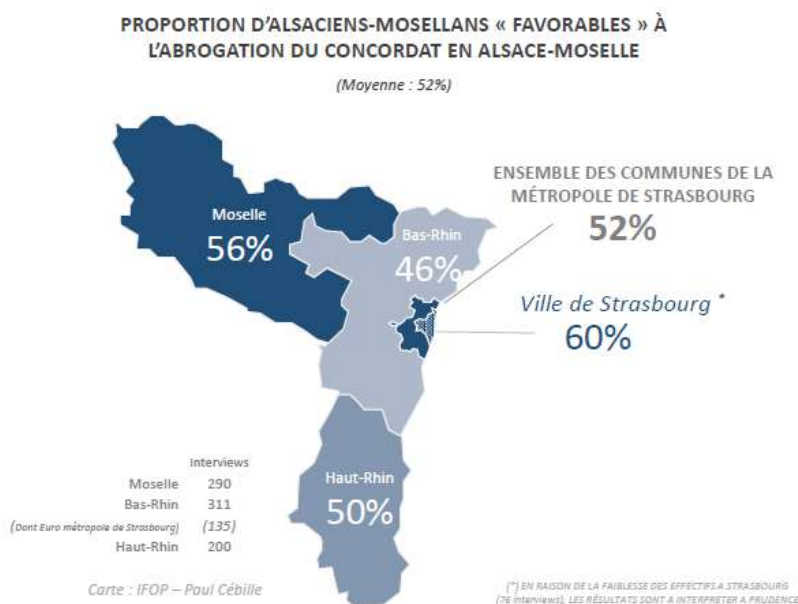 PROPORTION D'ALSACIENS-MOSELLANS « FAVORABLES » À
L'ABROGATION DU CONCORDAT EN ALSACE-MOSELLE
(Moyenne : 52%)
ENSEMBLE DES COMMUNES DE LA
MÉTROPOLE DE STRASBOURG
52%
Moselle
56%
Bas-Rhin
46%
Ville de Strasbourg *
60%
Haut-Rhin
50%
Interviews
Moselle 290
Bas-Rhin 311
(Dont Euro métropole de Strasbourg) (135)
Haut-Rhin 200
Carte : IFOP – Paul Cébille
(*) EN RAISON DE LA FAIBLESSE DES EFFECTIFS A STRASBOURG
(76 interviews), LES RÉSULTATS SONT A INTERPRETER A PRUDENCE